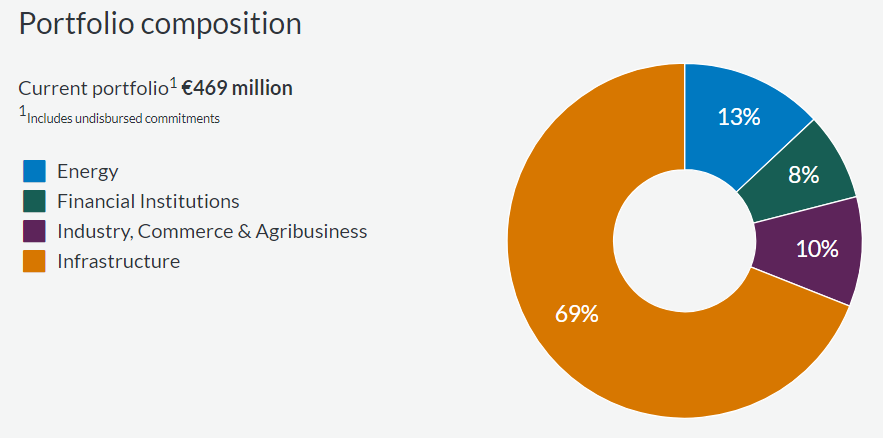 Portfolio composition
Current portfolio¹ €469 million
¹Includes undisbursed commitments
Energy
Financial Institutions
Industry, Commerce & Agribusiness
Infrastructure
13%
8%
10%
69%